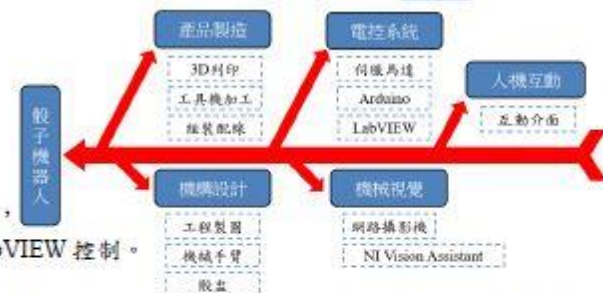 產品製造
3D列印
工具機加工
組裝配線
電控系統
伺服馬達
Arduino
LabVIEW
人機互動
互動介面
骰子機器人
機構設計
工程製圖
機械手臂
骰盅
機械視覺
網路攝影機
NI Vision Assistant
，
bVIEW 控制。